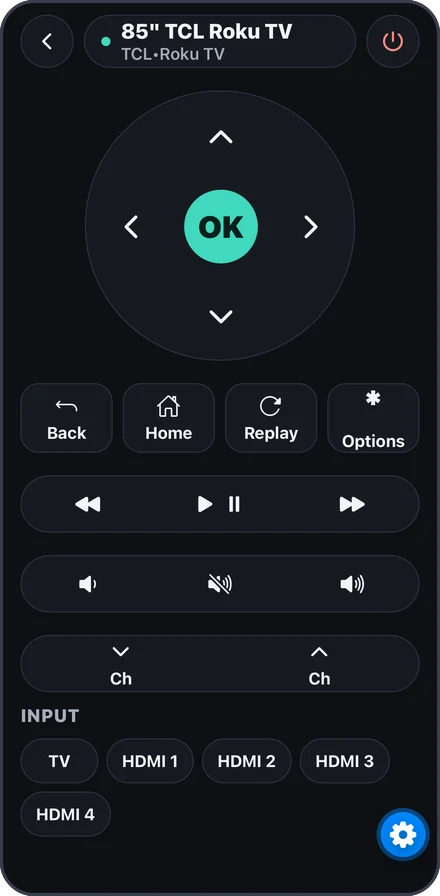 85" TCL Roku TV
TCL•Roku TV
OK
Back
Home
Replay
Options
Ch
Ch
INPUT
TV
HDMI 1
HDMI 2
HDMI 3
HDMI 4